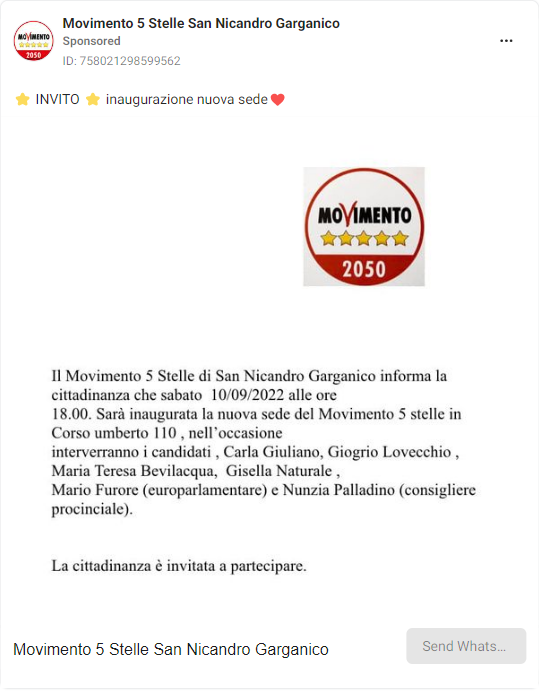 Movimento 5 Stelle San Nicandro Garganico
Sponsored
ID: 758021298599562
MOVIMENTO
2050
⭐ INVITO ⭐ inaugurazione nuova sede❤️
MOVIMENTO
2050
Il Movimento 5 Stelle di San Nicandro Garganico informa la
cittadinanza che sabato 10/09/2022 alle ore
18.00. Sarà inaugurata la nuova sede del Movimento 5 stelle in
Corso umberto 110 , nell'occasione
interverranno i candidati , Carla Giuliano, Giogrio Lovecchio ,
Maria Teresa Bevilacqua, Gisella Naturale ,
Mario Furore (europarlamentare) e Nunzia Palladino (consigliere
procinciale).
La cittadinanza è invitata a partecipare.
Movimento 5 Stelle San Nicandro Garganico
Send Whats...